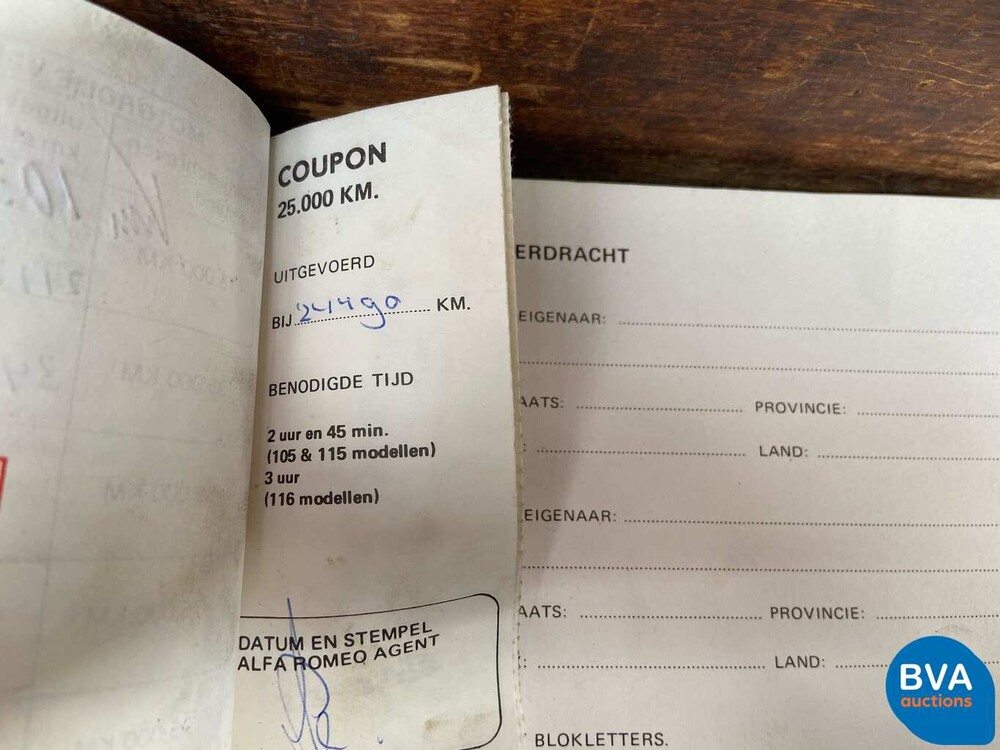 COUPON
25.000 KM.
UITGEVOERD
BIJ 24490 KM.
BENODIGDE TIJD
2 uur en 45 min.
(105 & 115 modellen)
3 uur
(116 modellen)
DATUM EN STEMPEL
ALFA ROMEO AGENT
ERDRACHT
EIGENAAR:
AATS: PROVINCIE:
: LAND:
EIGENAAR:
AATS: PROVINCIE:
: LAND:
BLOKLETTERS.
BVA
auctions